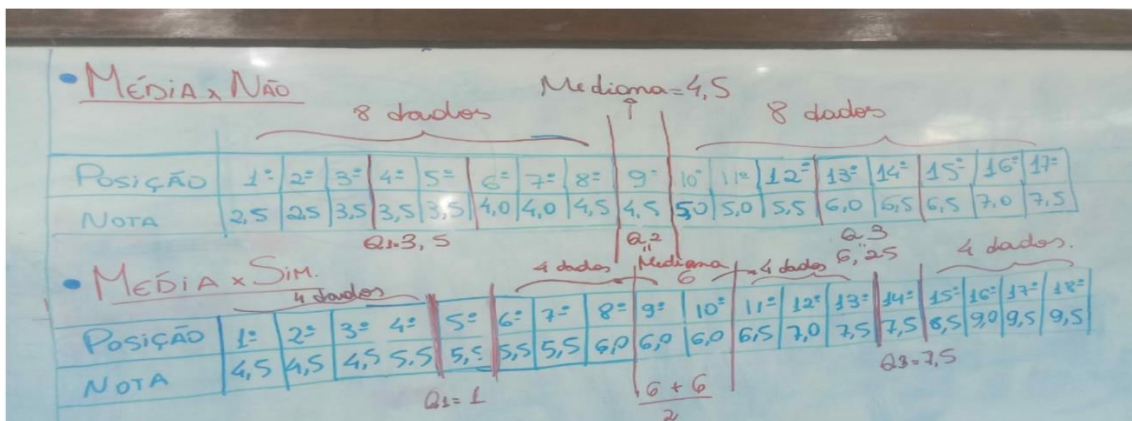 • MÉDIA x NÃO
Mediana=4,5
8 dados 8 dados
POSIÇÃO 1º 2º 3º 4º 5º 6º 7º 8º 9º 10º 11º 12º 13º 14º 15º 16º 17º
NOTA 2,5 2,5 3,5 3,5 3,5 4,0 4,0 4,5 4,5 5,0 5,0 5,5 6,0 6,5 6,5 7,0 7,5
Q1=3,5 Q2 Q3
" "
6,25
• MÉDIA x SIM.
4 dados 4 dados Mediana 4 dados 4 dados.
6
POSIÇÃO 1º 2º 3º 4º 5º 6º 7º 8º 9º 10º 11º 12º 13º 14º 15º 16º 17º 18º
NOTA 4,5 4,5 4,5 5,5 5,5 5,5 5,5 6,0 6,0 6,0 6,5 7,0 7,5 7,5 8,5 9,0 9,5 9,5
Q1= 1 6 + 6 Q3=7,5
2